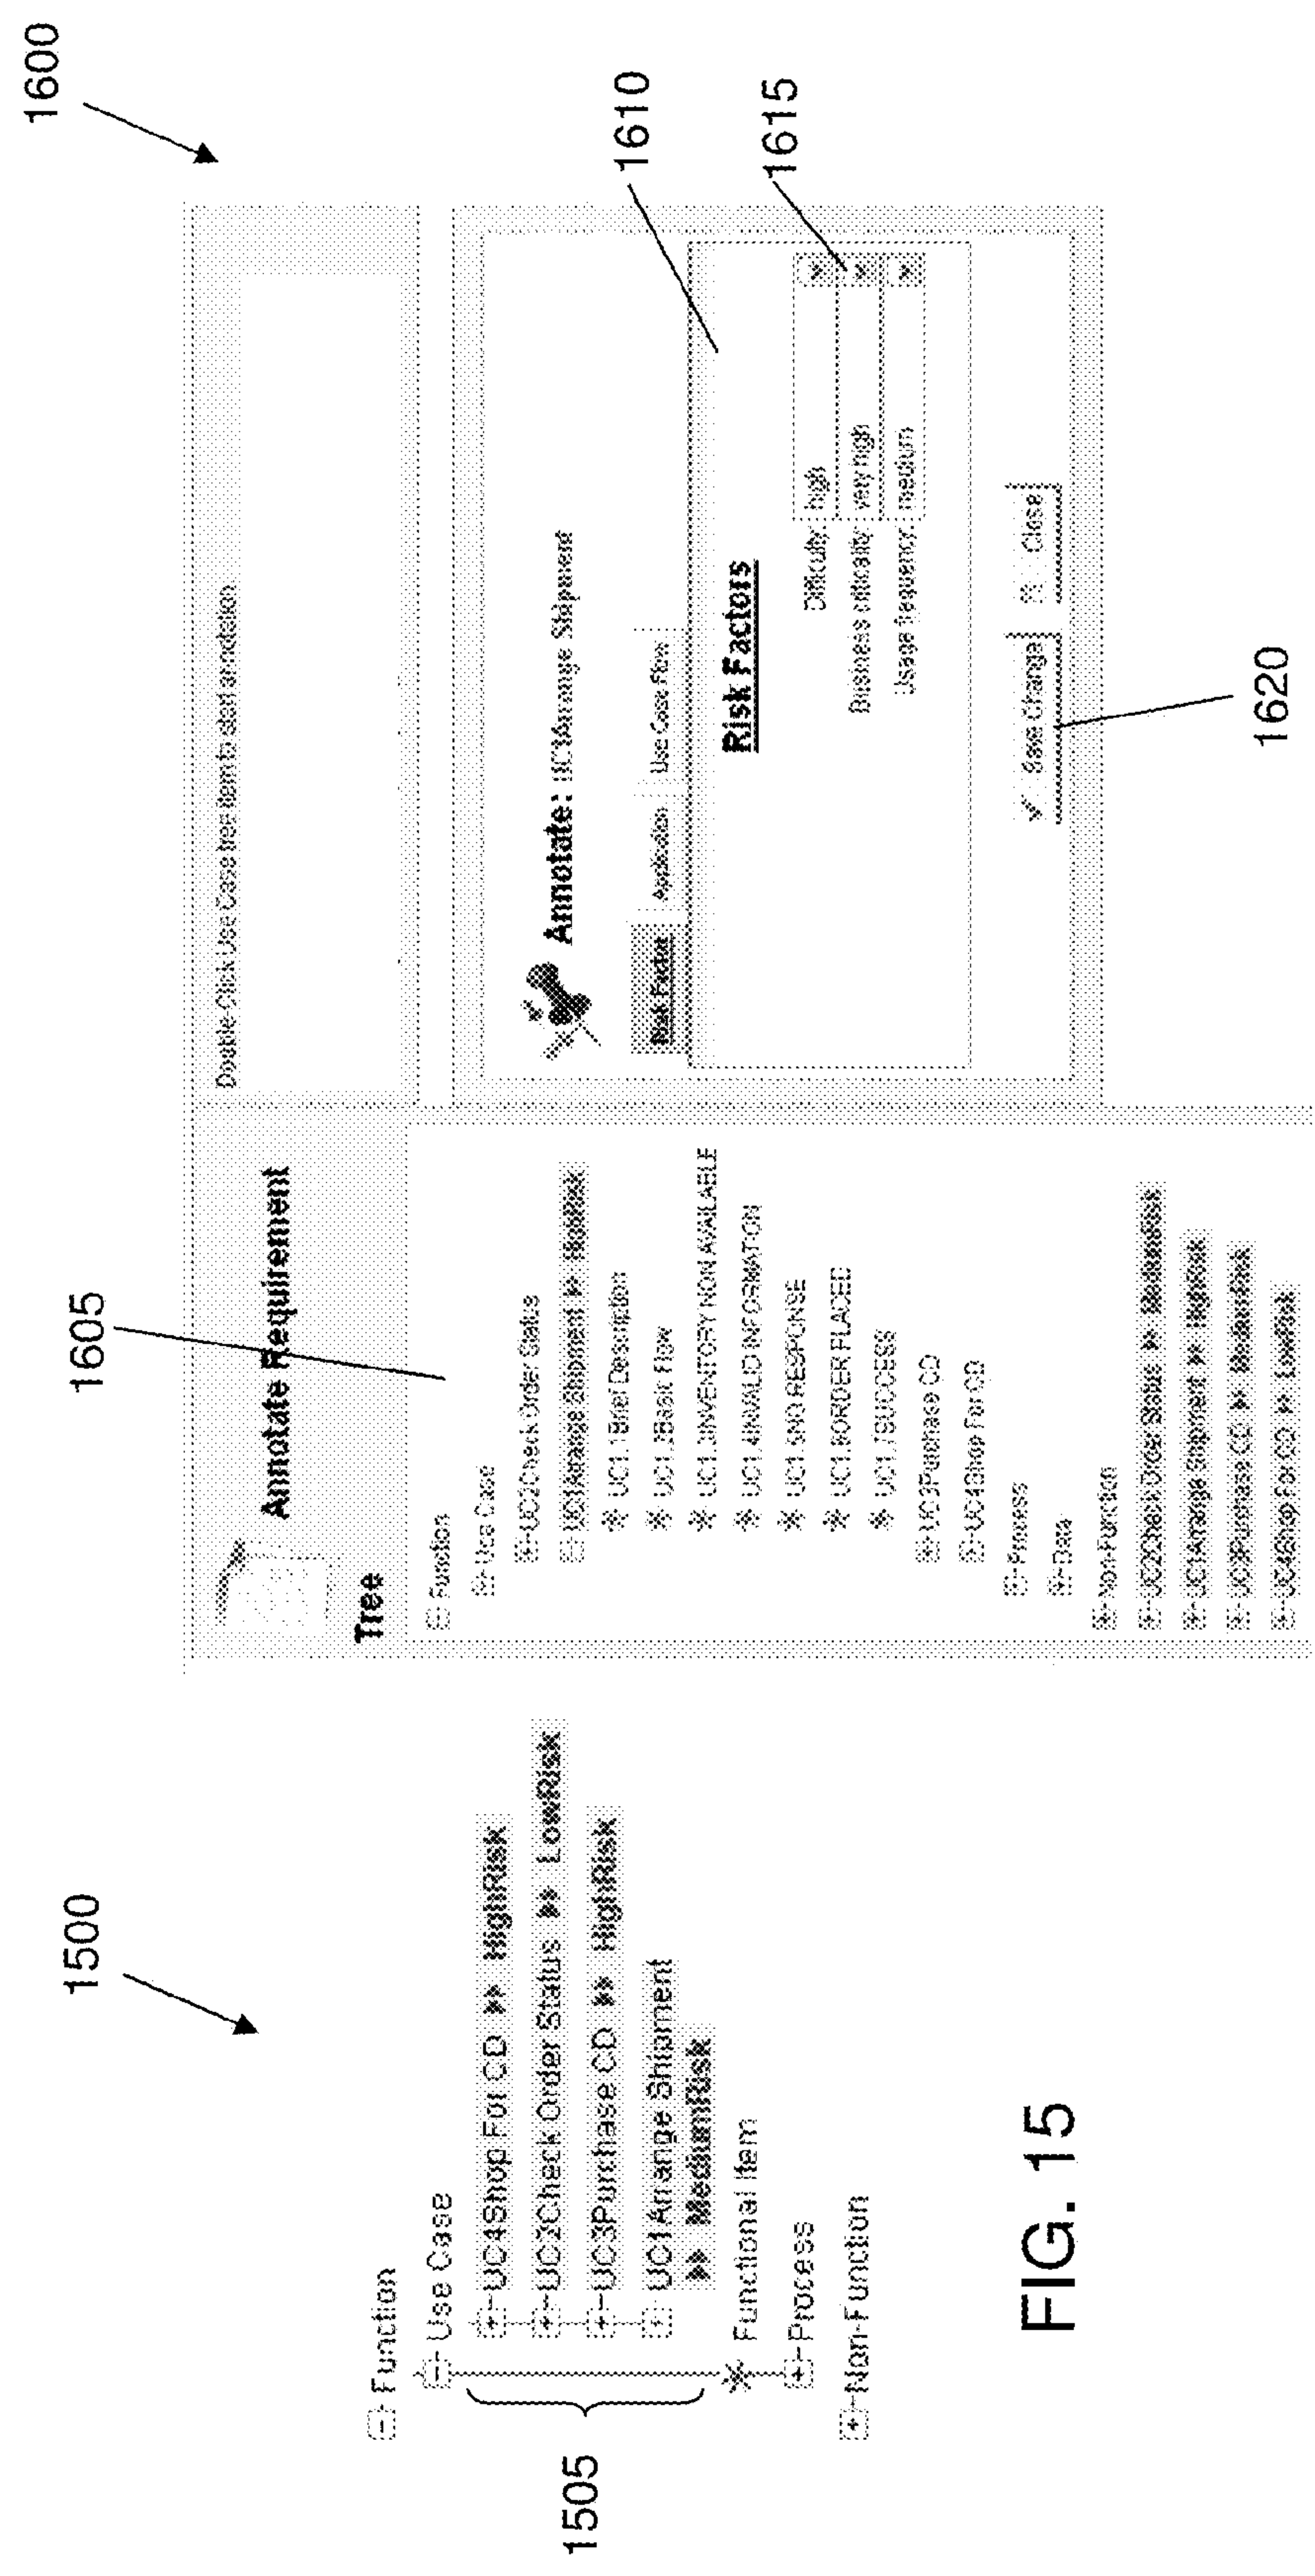 1500
Function
Use Case
UC4Shop For CD HighRisk
UC2Check Order Status LowRisk
UC3Purchase CD HighRisk
UC1Arrange Shipment
MediumRisk
Functional Item
Process
Non-Function
1505
FIG. 15
1600
Annotate Requirement
Double-Click Use Case tree item to start annotation
Tree
1605
Function
Use Case
UC2Check Order Status
UC1Arrange Shipment HighRisk
UC1.1Brief Description
UC1.2Basic Flow
UC1.3INVENTORY NON AVAILABLE
UC1.4INVALID INFORMATION
UC1.5NO RESPONSE
UC1.6ORDER PLACED
UC1.7SUCCESS
UC3Purchase CD
UC4Shop For CD
Process
Data
Non-Function
UC2Check Order Status MediumRisk
UC1Arrange Shipment HighRisk
UC3Purchase CD MediumRisk
UC4Shop For CD LowRisk
Annotate: UC1Arrange Shipment
Risk Factor Application Use Case Flow
1610
Risk Factors
Difficulty: high
Business criticality: very high
Usage frequency: medium
1615
Save Change Close
1620